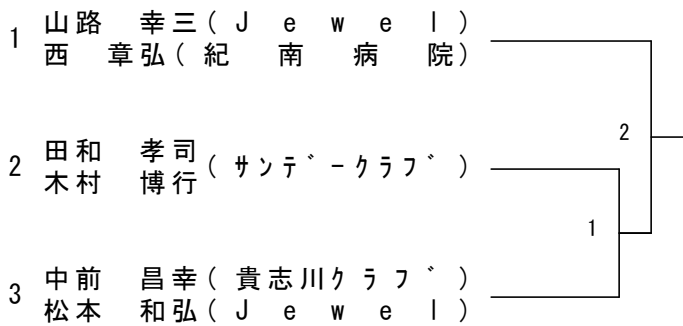 1 山路 幸三(Jewel)
西 章弘(紀南病院)
2
2 田和 孝司(サンデークラブ)
木村 博行
1
3 中前 昌幸(貴志川クラブ)
松本 和弘(Jewel)